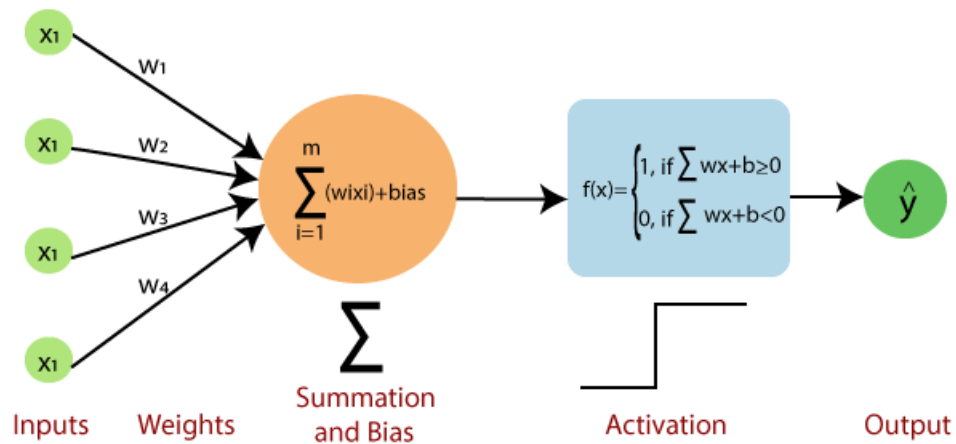 x₁
w₁
x₁
w₂
x₁
w₃
x₁
w₄
m
∑(wixi)+bias
i=1
f(x)={1, if ∑ wx+b≥0
0, if ∑ wx+b<0
ŷ
∑
Inputs
Weights
Summation
and Bias
Activation
Output